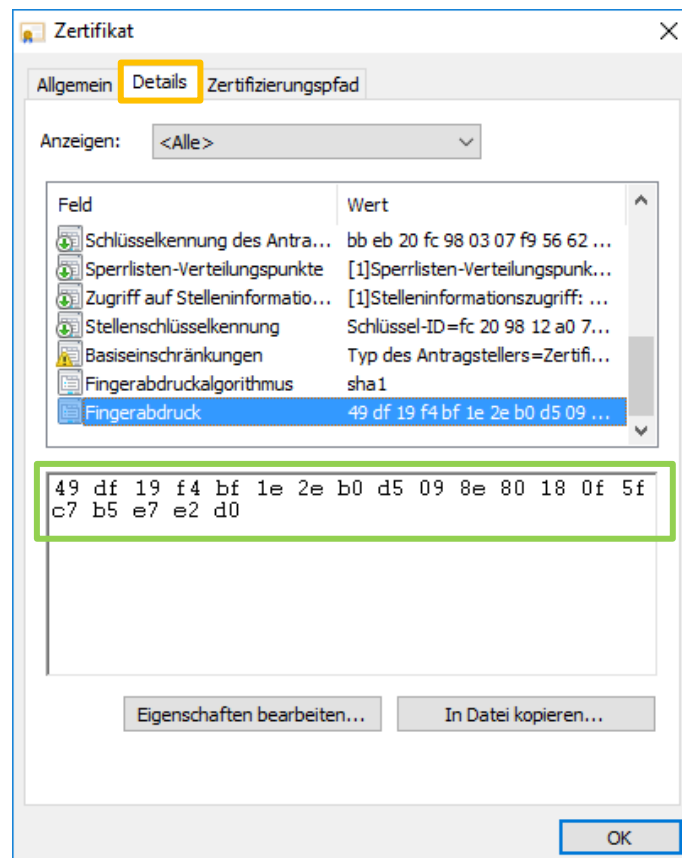 Zertifikat
Allgemein Details Zertifizierungspfad
Anzeigen: <Alle>
Feld Wert
Schlüsselkennung des Antra... bb eb 20 fc 98 03 07 f9 56 62 ...
Sperrlisten-Verteilungspunkte [1]Sperrlisten-Verteilungspunk...
Zugriff auf Stelleninformatio... [1]Stelleninformationszugriff: ...
Stellenschlüsselkennung Schlüssel-ID=fc 20 98 12 a0 7...
Basiseinschränkungen Typ des Antragstellers=Zertifi...
Fingerabdruckalgorithmus sha1
Fingerabdruck 49 df 19 f4 bf 1e 2e b0 d5 09 ...
49 df 19 f4 bf 1e 2e b0 d5 09 8e 80 18 0f 5f
c7 b5 e7 e2 d0
Eigenschaften bearbeiten... In Datei kopieren...
OK